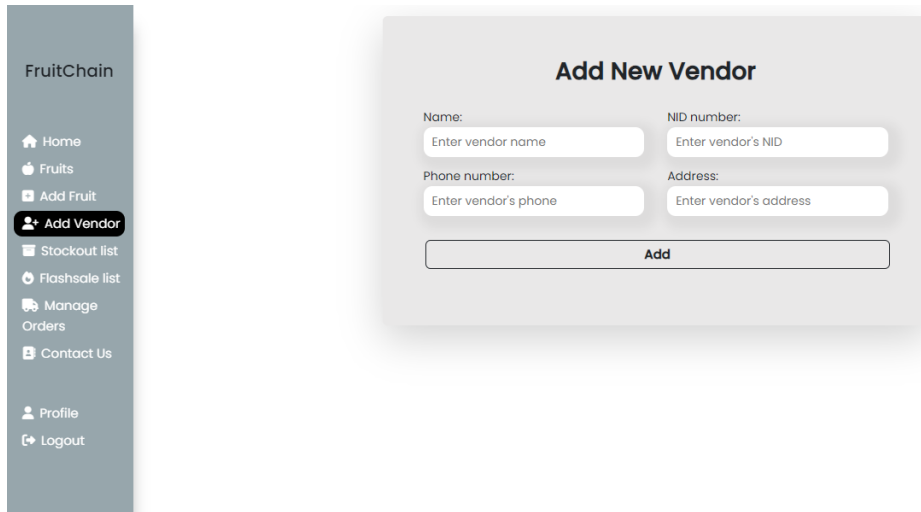 FruitChain
Home
Fruits
Add Fruit
Add Vendor
Stockout list
Flashsale list
Manage
Orders
Contact Us
Profile
Logout
Add New Vendor
Name:
Enter vendor name
NID number:
Enter vendor's NID
Phone number:
Enter vendor's phone
Address:
Enter vendor's address
Add